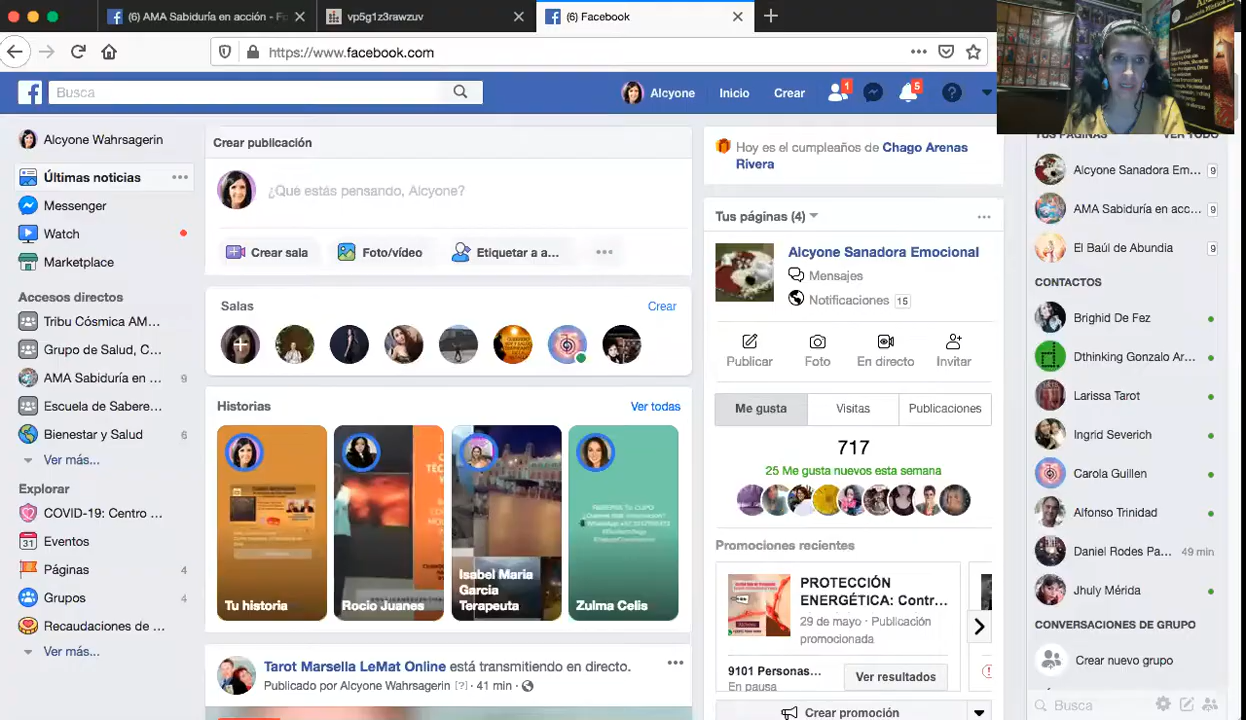 (6) AMA Sabiduría en acción - Fa
vp5g1z3rawzuv
(6) Facebook
https://www.facebook.com
Busca
Alcyone
Inicio
Crear
1
5
Alcyone Wahrsagerin
Últimas noticias
Messenger
Watch
Marketplace
Accesos directos
Tribu Cósmica AM...
Grupo de Salud, C...
AMA Sabiduría en ... 9
Escuela de Sabere...
Bienestar y Salud 6
Ver más...
Explorar
COVID-19: Centro ...
31 Eventos
Páginas 4
Grupos 4
Recaudaciones de ...
Ver más...
Crear publicación
¿Qué estás pensando, Alcyone?
Crear sala
Foto/vídeo
Etiquetar a a...
Salas
Crear
Historias
Ver todas
Tu historia
Rocio Juanes
Isabel Maria
Garcia
Terapeuta
Zulma Celis
Tarot Marsella LeMat Online está transmitiendo en directo.
Publicado por Alcyone Wahrsagerin [?] · 41 min ·
Hoy es el cumpleaños de Chago Arenas
Rivera
Tus páginas (4)
Alcyone Sanadora Emocional
Mensajes
Notificaciones 15
Publicar
Foto
En directo
Invitar
Me gusta
Visitas
Publicaciones
717
25 Me gusta nuevos esta semana
Promociones recientes
PROTECCIÓN
ENERGÉTICA: Contr...
29 de mayo · Publicación
promocionada
9101 Personas...
En pausa
Ver resultados
Crear promoción
TUS PÁGINAS
VER TODO
Alcyone Sanadora Em... 9
AMA Sabiduría en acc... 9
El Baúl de Abundia 9
CONTACTOS
Brighid De Fez
Dthinking Gonzalo Ar...
Larissa Tarot
Ingrid Severich
Carola Guillen
Alfonso Trinidad
Daniel Rodes Pa... 49 min
Jhuly Mérida
CONVERSACIONES DE GRUPO
Crear nuevo grupo
Busca